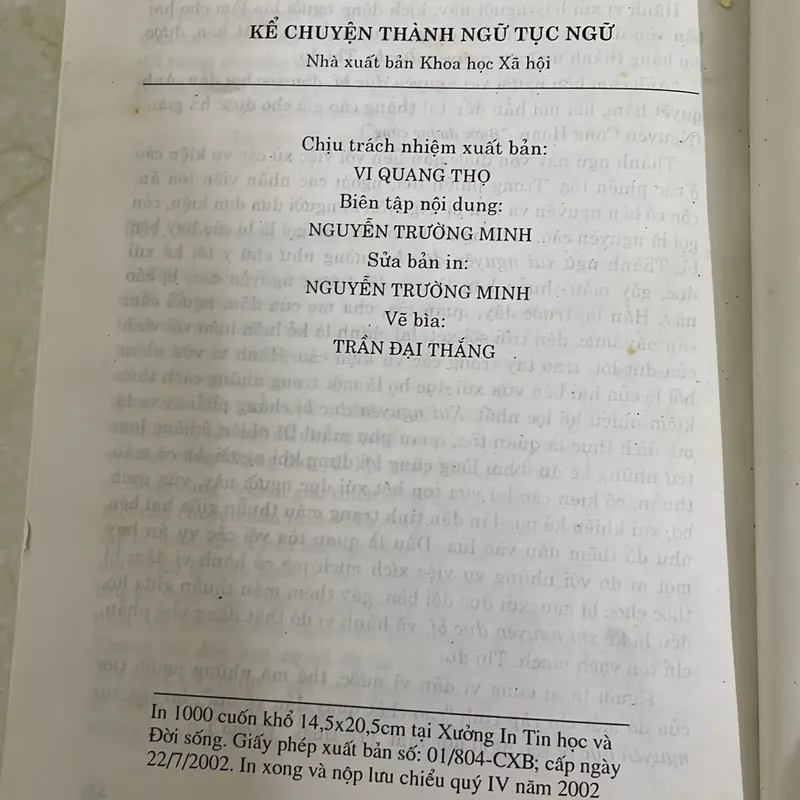 KỂ CHUYỆN THÀNH NGỮ TỤC NGỮ
Nhà xuất bản Khoa học Xã hội
Chịu trách nhiệm xuất bản:
VI QUANG THỌ
Biên tập nội dung:
NGUYỄN TRƯỜNG MINH
Sửa bản in:
NGUYỄN TRƯỜNG MINH
Vẽ bìa:
TRẦN ĐẠI THẮNG
In 1000 cuốn khổ 14,5x20,5cm tại Xưởng In Tin học và
Đời sống. Giấy phép xuất bản số: 01/804-CXB; cấp ngày
22/7/2002. In xong và nộp lưu chiểu quý IV năm 2002